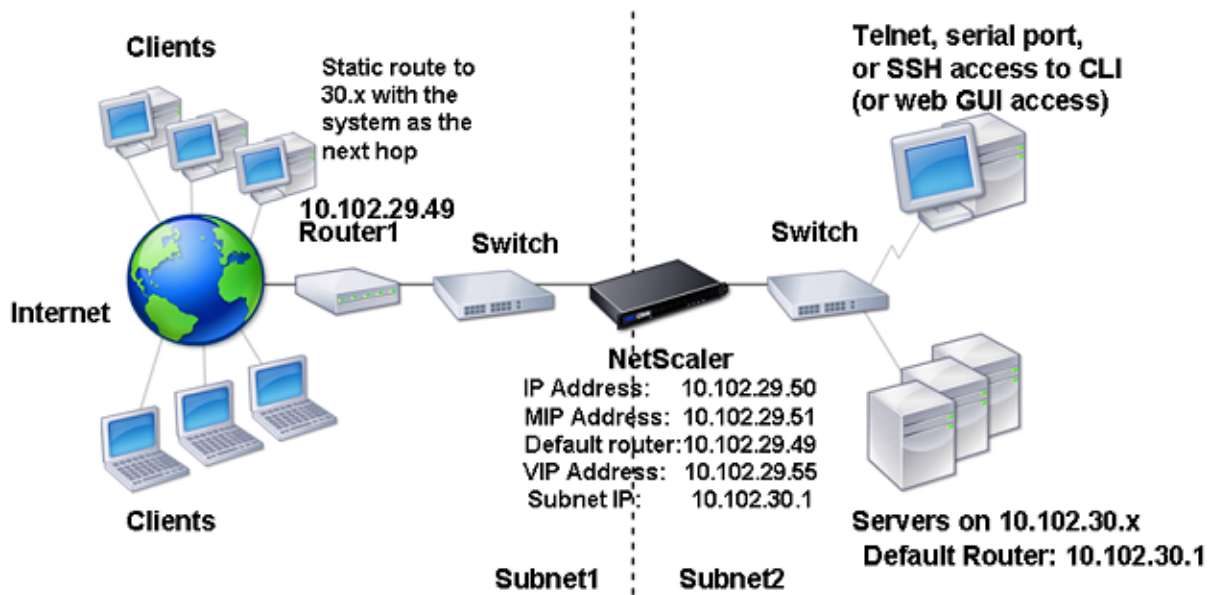 Clients
Static route to
30.x with the
system as the
next hop
10.102.29.49
Router1
Switch
Internet
Clients
Telnet, serial port,
or SSH access to CLI
(or web GUI access)
Switch
NetScaler
IP Address: 10.102.29.50
MIP Address: 10.102.29.51
Default router:10.102.29.49
VIP Address: 10.102.29.55
Subnet IP: 10.102.30.1
Servers on 10.102.30.x
Default Router: 10.102.30.1
Subnet1
Subnet2